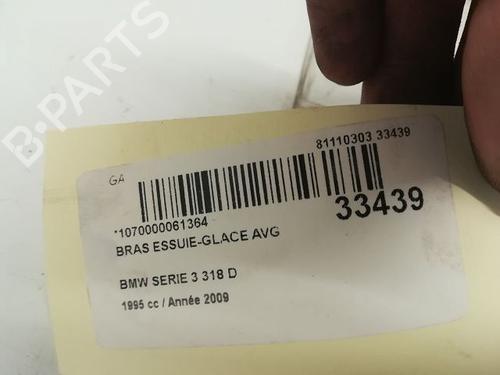 B-PARTS
81110303 33439
GA
33439
*1070000061364
BRAS ESSUIE-GLACE AVG
BMW SERIE 3 318 D
1995 cc / Année 2009